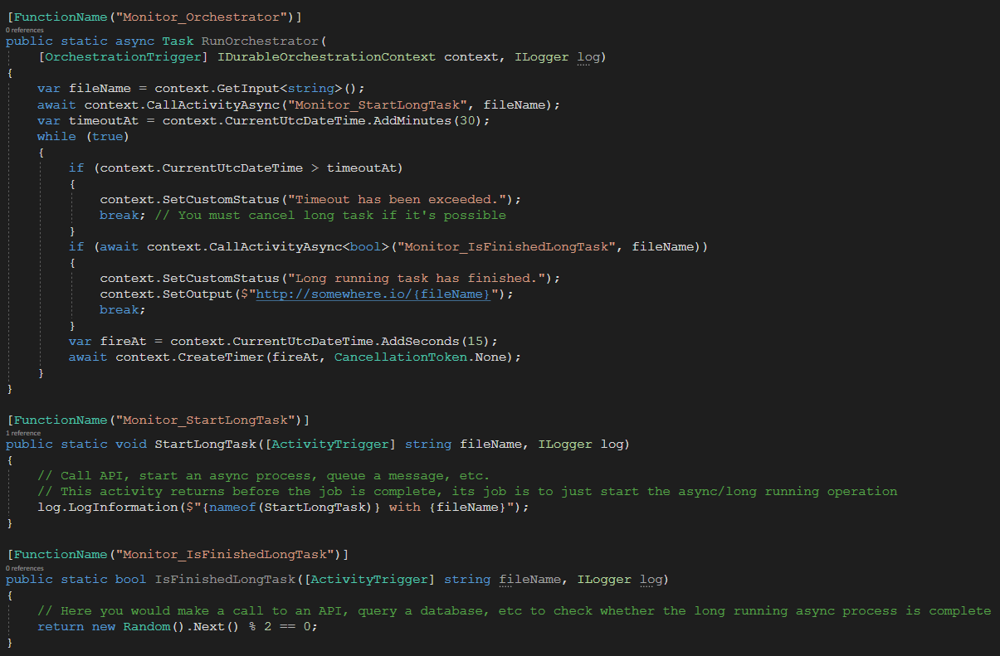 [FunctionName("Monitor_Orchestrator")]
0 references
public static async Task RunOrchestrator(
    [OrchestrationTrigger] IDurableOrchestrationContext context, ILogger log)
{
    var fileName = context.GetInput<string>();
    await context.CallActivityAsync("Monitor_StartLongTask", fileName);
    var timeoutAt = context.CurrentUtcDateTime.AddMinutes(30);
    while (true)
    {
        if (context.CurrentUtcDateTime > timeoutAt)
        {
            context.SetCustomStatus("Timeout has been exceeded.");
            break; // You must cancel long task if it's possible
        }
        if (await context.CallActivityAsync<bool>("Monitor_IsFinishedLongTask", fileName))
        {
            context.SetCustomStatus("Long running task has finished.");
            context.SetOutput($"http://somewhere.io/{fileName}");
            break;
        }
        var fireAt = context.CurrentUtcDateTime.AddSeconds(15);
        await context.CreateTimer(fireAt, CancellationToken.None);
    }
}
[FunctionName("Monitor_StartLongTask")]
1 reference
public static void StartLongTask([ActivityTrigger] string fileName, ILogger log)
{
    // Call API, start an async process, queue a message, etc.
    // This activity returns before the job is complete, its job is to just start the async/long running operation
    log.LogInformation($"{nameof(StartLongTask)} with {fileName}");
}
[FunctionName("Monitor_IsFinishedLongTask")]
0 references
public static bool IsFinishedLongTask([ActivityTrigger] string fileName, ILogger log)
{
    // Here you would make a call to an API, query a database, etc to check whether the long running async process is complete
    return new Random().Next() % 2 == 0;
}